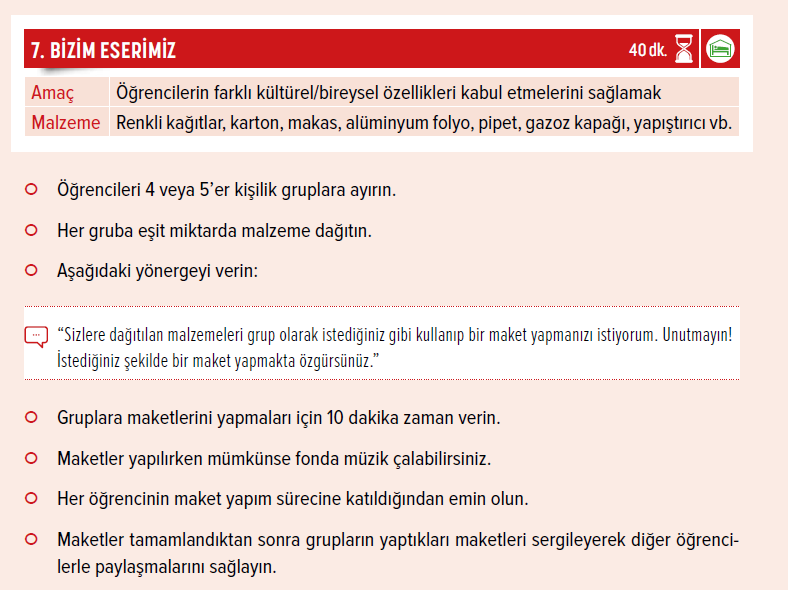 7. BİZİM ESERİMİZ 40 dk.
Amaç Öğrencilerin farklı kültürel/bireysel özellikleri kabul etmelerini sağlamak
Malzeme Renkli kağıtlar, karton, makas, alüminyum folyo, pipet, gazoz kapağı, yapıştırıcı vb.
Öğrencileri 4 veya 5’er kişilik gruplara ayırın.
Her gruba eşit miktarda malzeme dağıtın.
Aşağıdaki yönergeyi verin:
“Sizlere dağıtılan malzemeleri grup olarak istediğiniz gibi kullanıp bir maket yapmanızı istiyorum. Unutmayın!
İstediğiniz şekilde bir maket yapmakta özgürsünüz.”
Gruplara maketlerini yapmaları için 10 dakika zaman verin.
Maketler yapılırken mümkünse fonda müzik çalabilirsiniz.
Her öğrencinin maket yapım sürecine katıldığından emin olun.
Maketler tamamlandıktan sonra grupların yaptıkları maketleri sergileyerek diğer öğrenci-
lerle paylaşmalarını sağlayın.